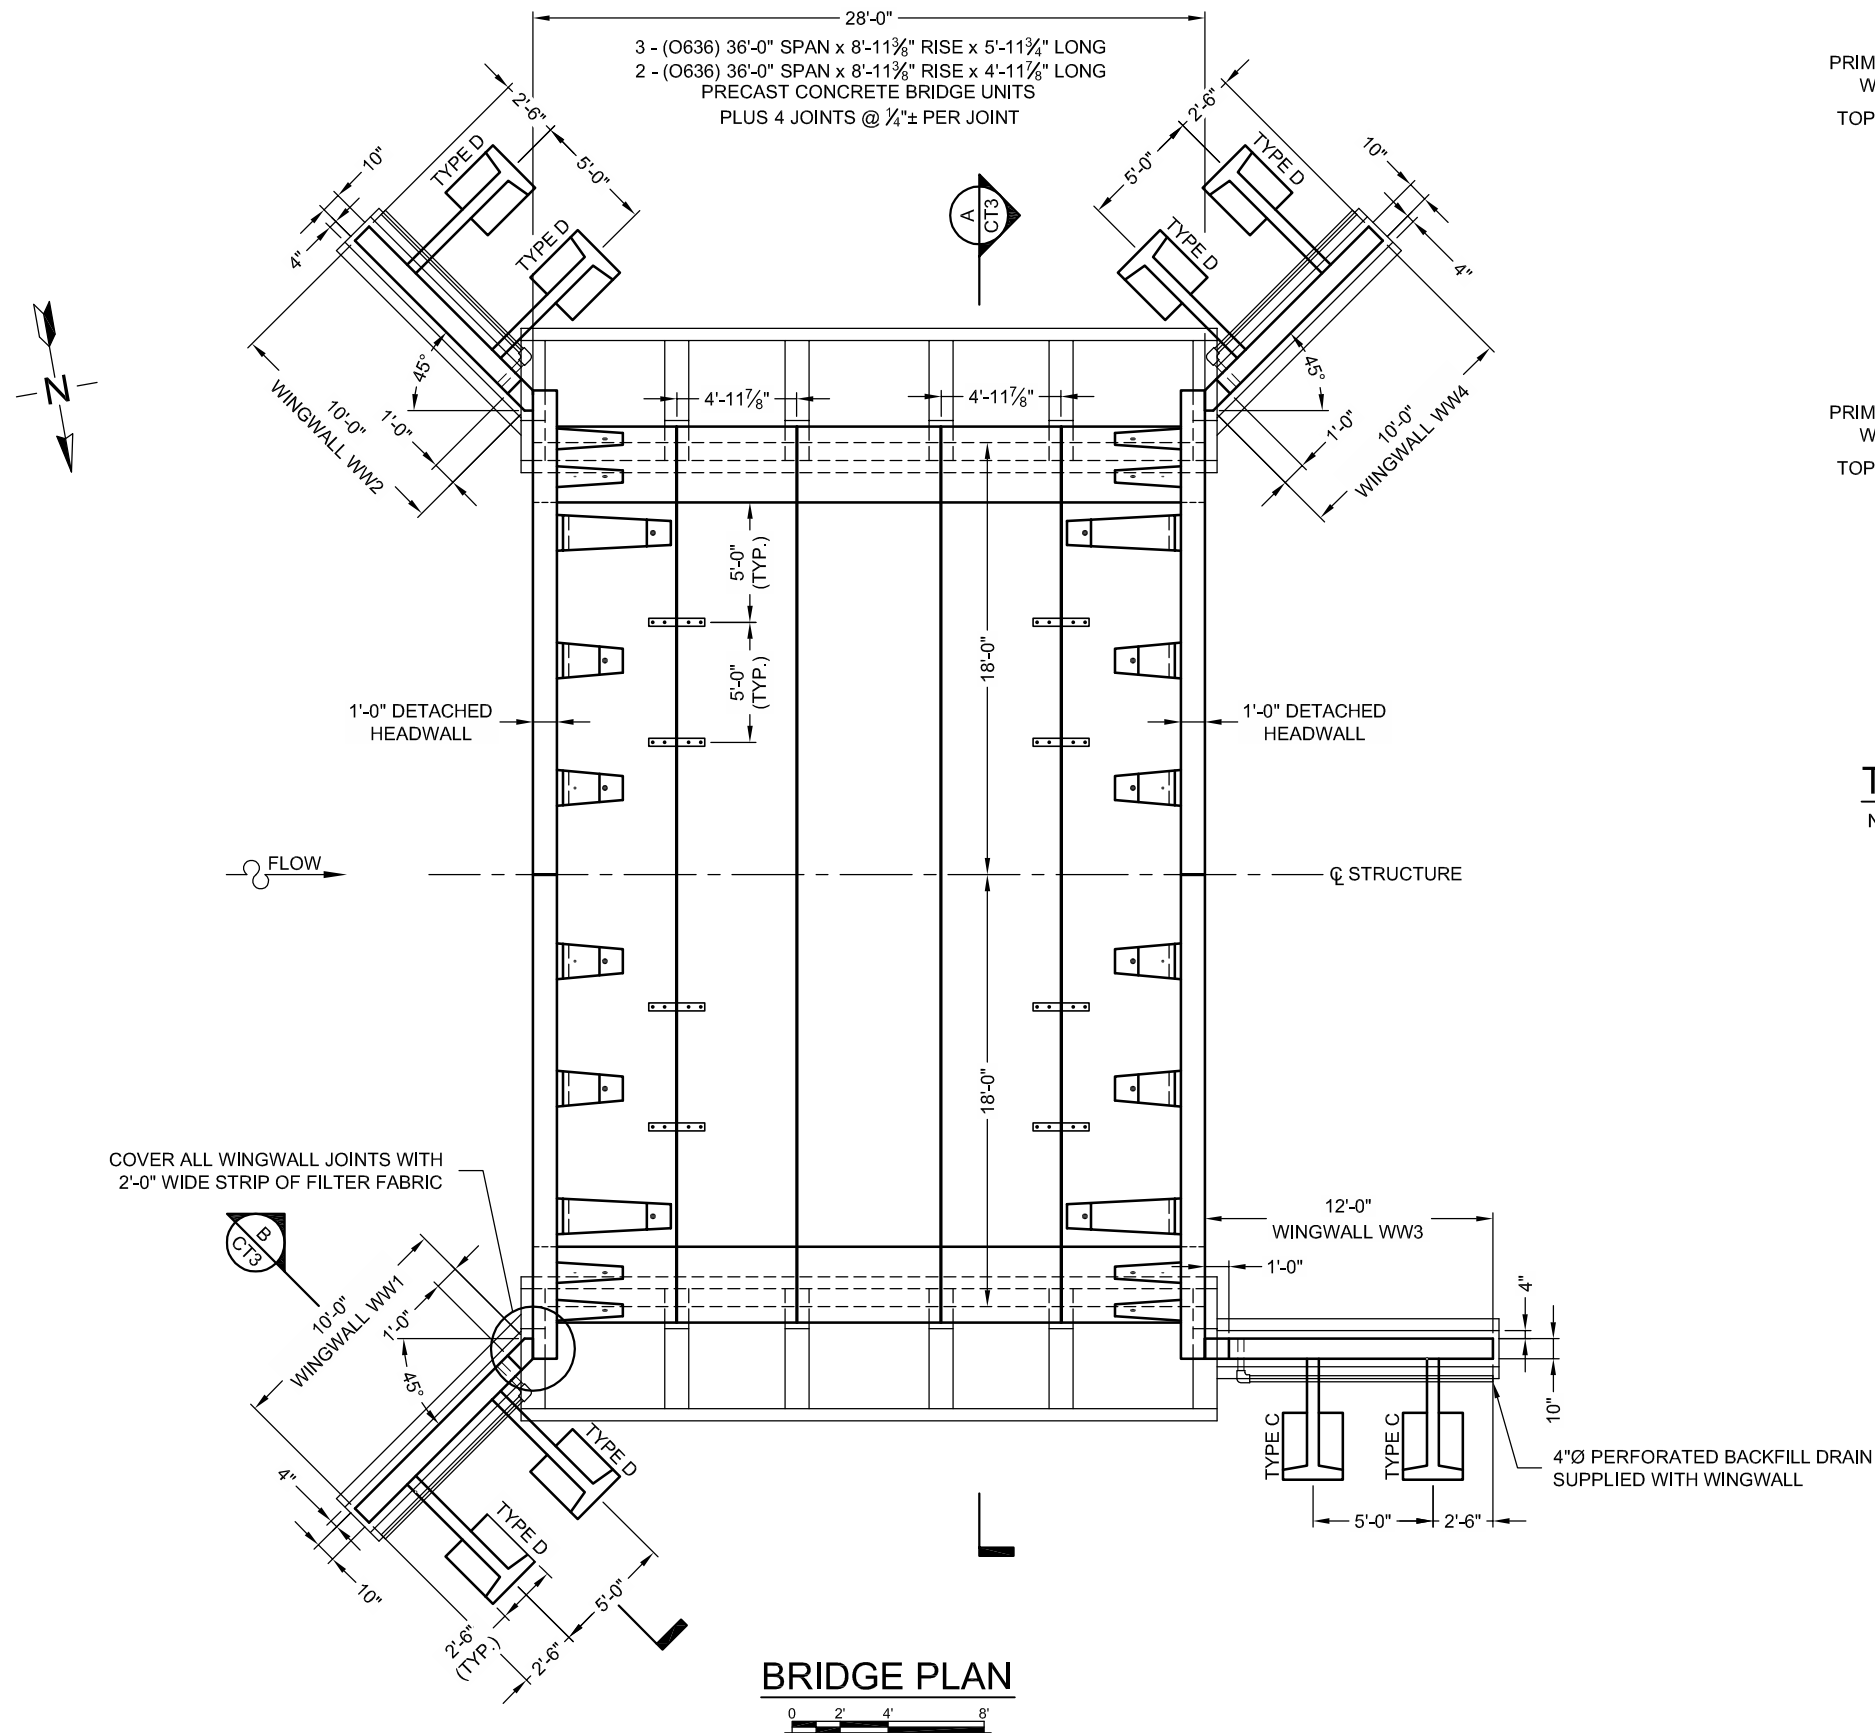 28'-0"
3 - (O636) 36'-0" SPAN x 8'-11⅜" RISE x 5'-11¾" LONG
2 - (O636) 36'-0" SPAN x 8'-11⅜" RISE x 4'-11⅞" LONG
PRECAST CONCRETE BRIDGE UNITS
PLUS 4 JOINTS @ ¼"± PER JOINT
PRIM
W
TOP
2'-6"
5'-0"
TYPE D
TYPE D
10"
4"
2'-6"
5'-0"
TYPE D
TYPE D
10"
4"
A
CT3
N
45°
WINGWALL WW2
10'-0"
1'-0"
4'-11⅞"
4'-11⅞"
45°
1'-0"
10'-0"
WINGWALL WW4
PRIM
W
TOP
5'-0"
(TYP.)
5'-0"
(TYP.)
18'-0"
1'-0" DETACHED
HEADWALL
1'-0" DETACHED
HEADWALL
T
N
FLOW
℄ STRUCTURE
18'-0"
COVER ALL WINGWALL JOINTS WITH
2'-0" WIDE STRIP OF FILTER FABRIC
B
CT3
10'-0"
WINGWALL WW1
1'-0"
45°
4"
10"
TYPE D
TYPE D
5'-0"
2'-6"
(TYP.)
2'-6"
12'-0"
WINGWALL WW3
1'-0"
4"
10"
TYPE C
TYPE C
5'-0"
2'-6"
4"Ø PERFORATED BACKFILL DRAIN
SUPPLIED WITH WINGWALL
BRIDGE PLAN
0 2' 4' 8'